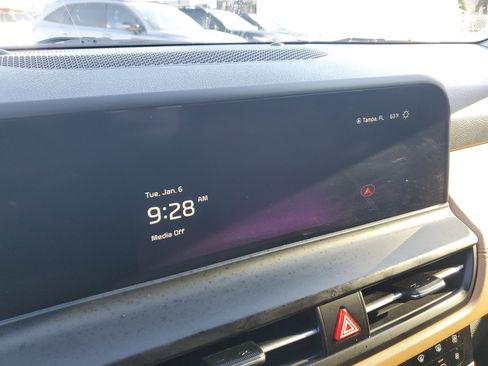 Tampa, FL 63°F
Tue, Jan. 6
9:28 AM
Media Off